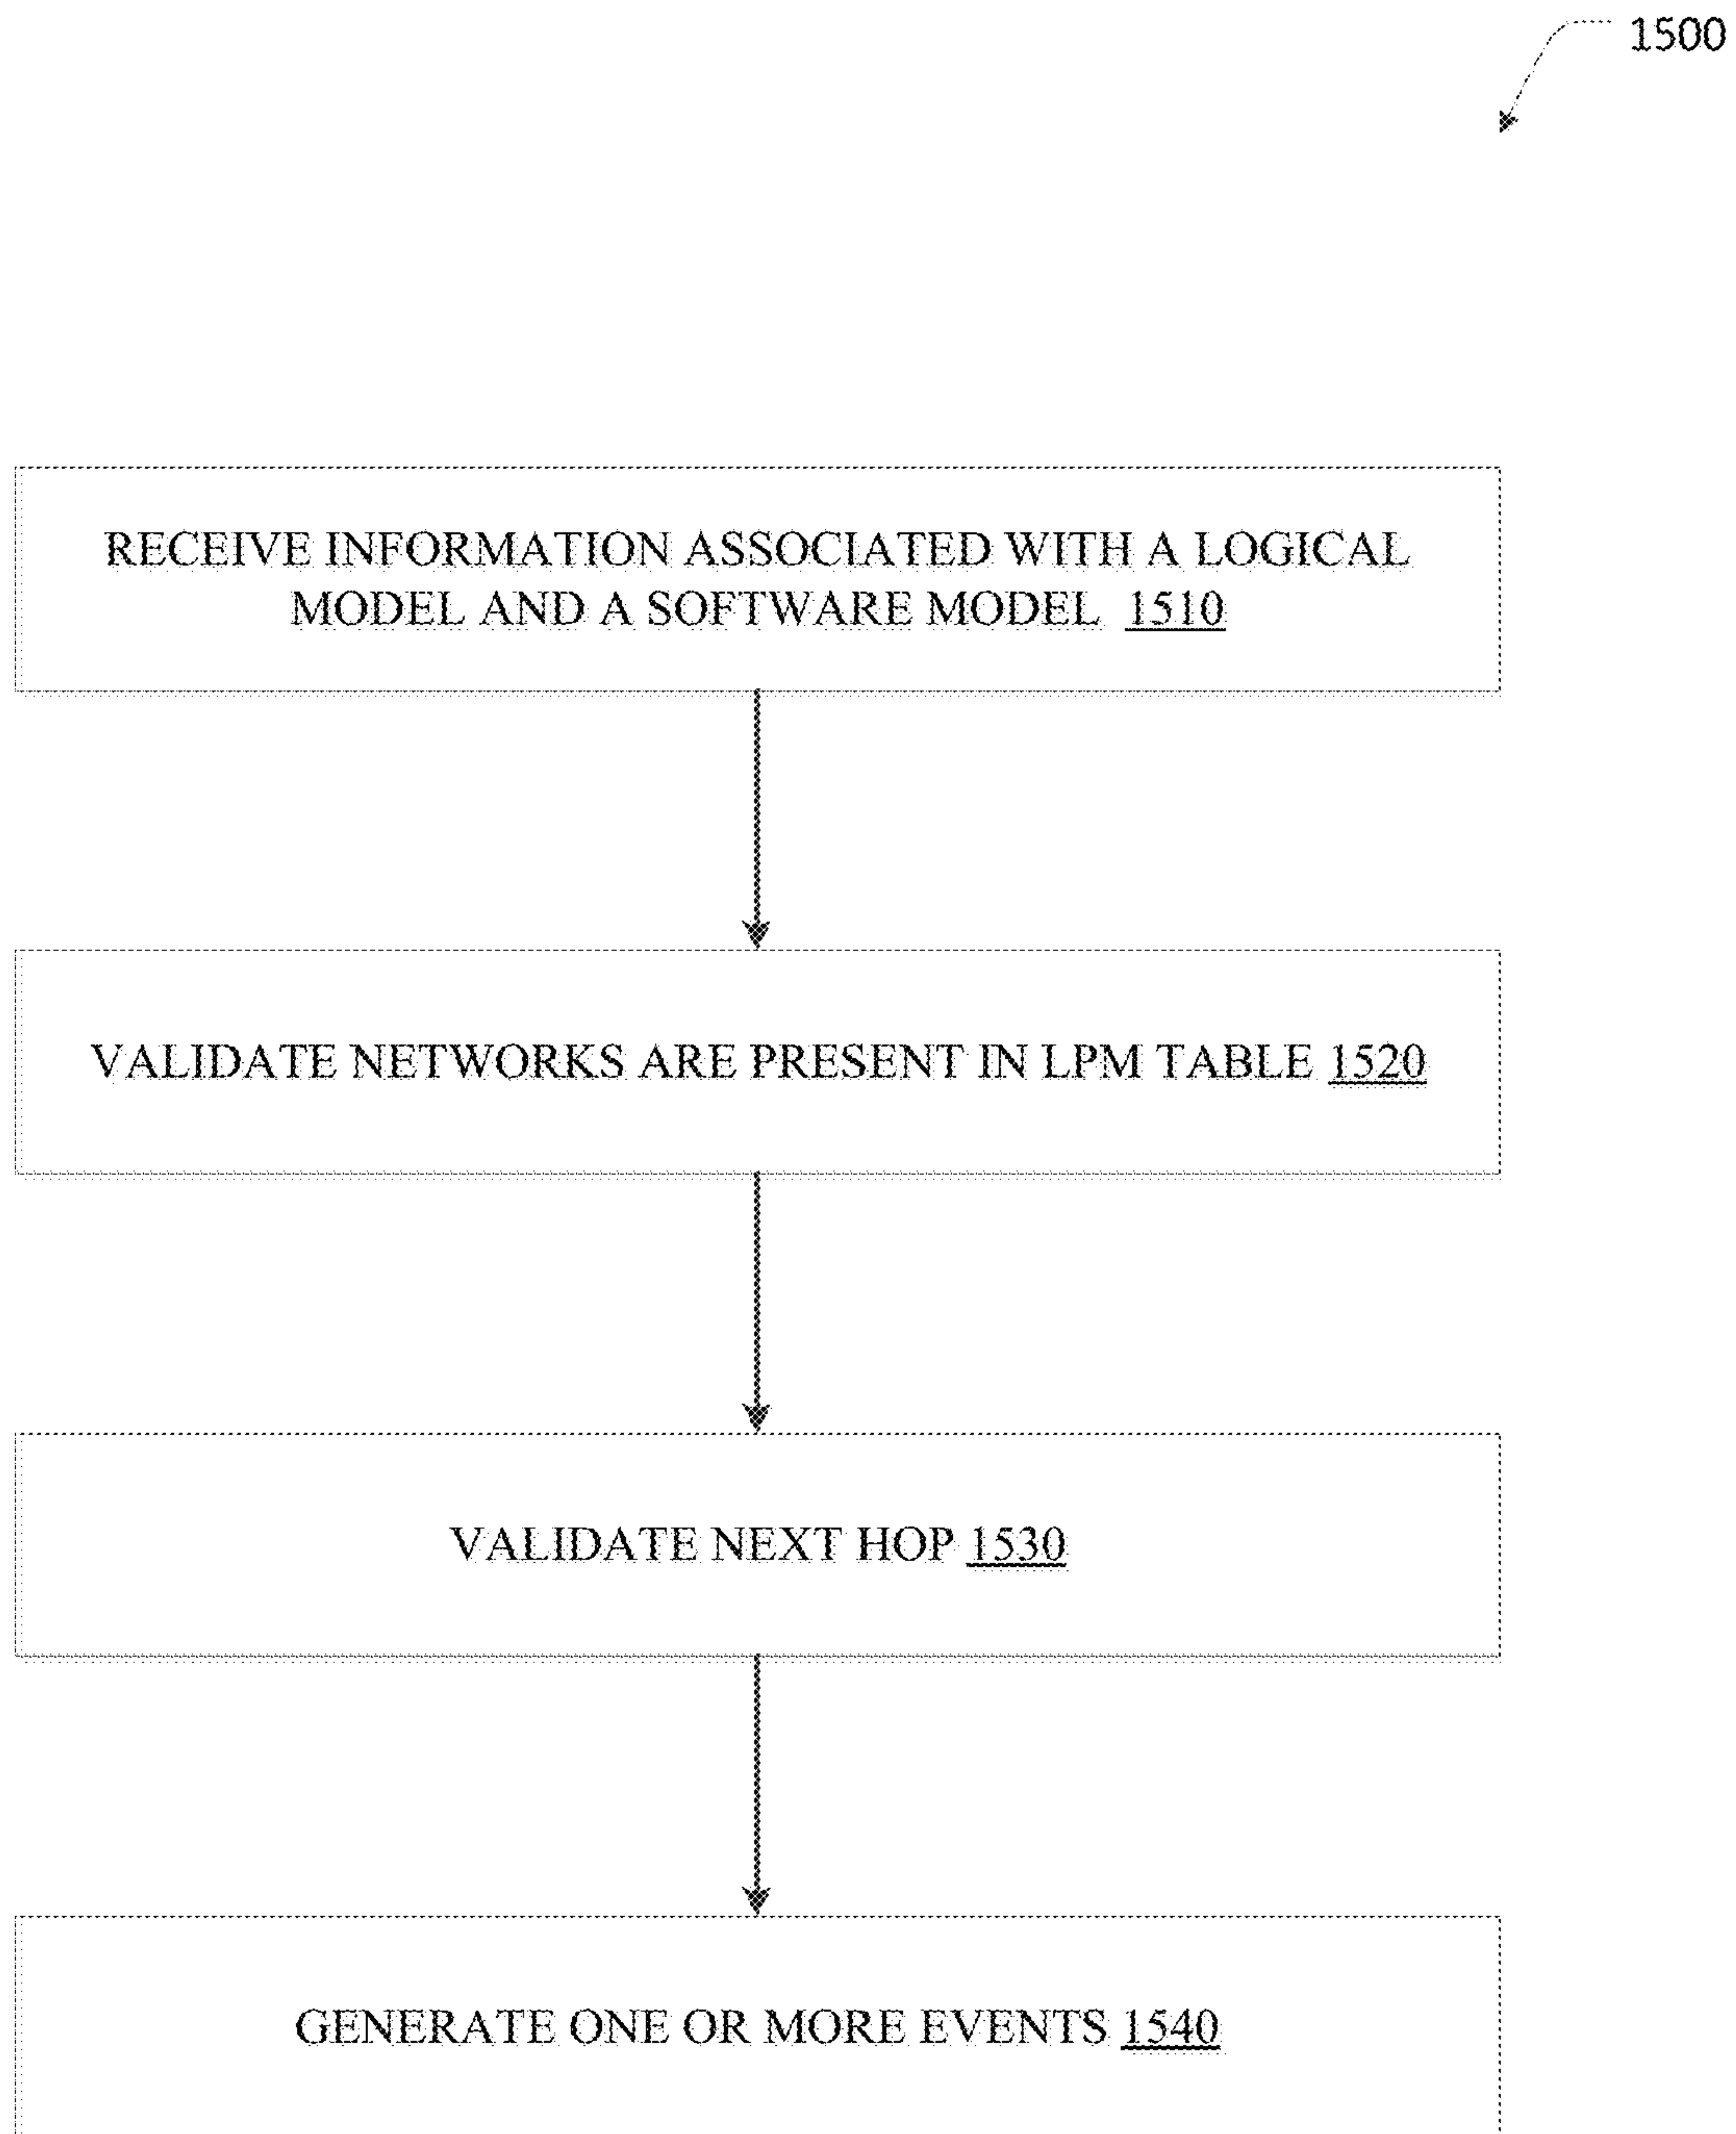 1500
RECEIVE INFORMATION ASSOCIATED WITH A LOGICAL
MODEL AND A SOFTWARE MODEL 1510
VALIDATE NETWORKS ARE PRESENT IN LPM TABLE 1520
VALIDATE NEXT HOP 1530
GENERATE ONE OR MORE EVENTS 1540